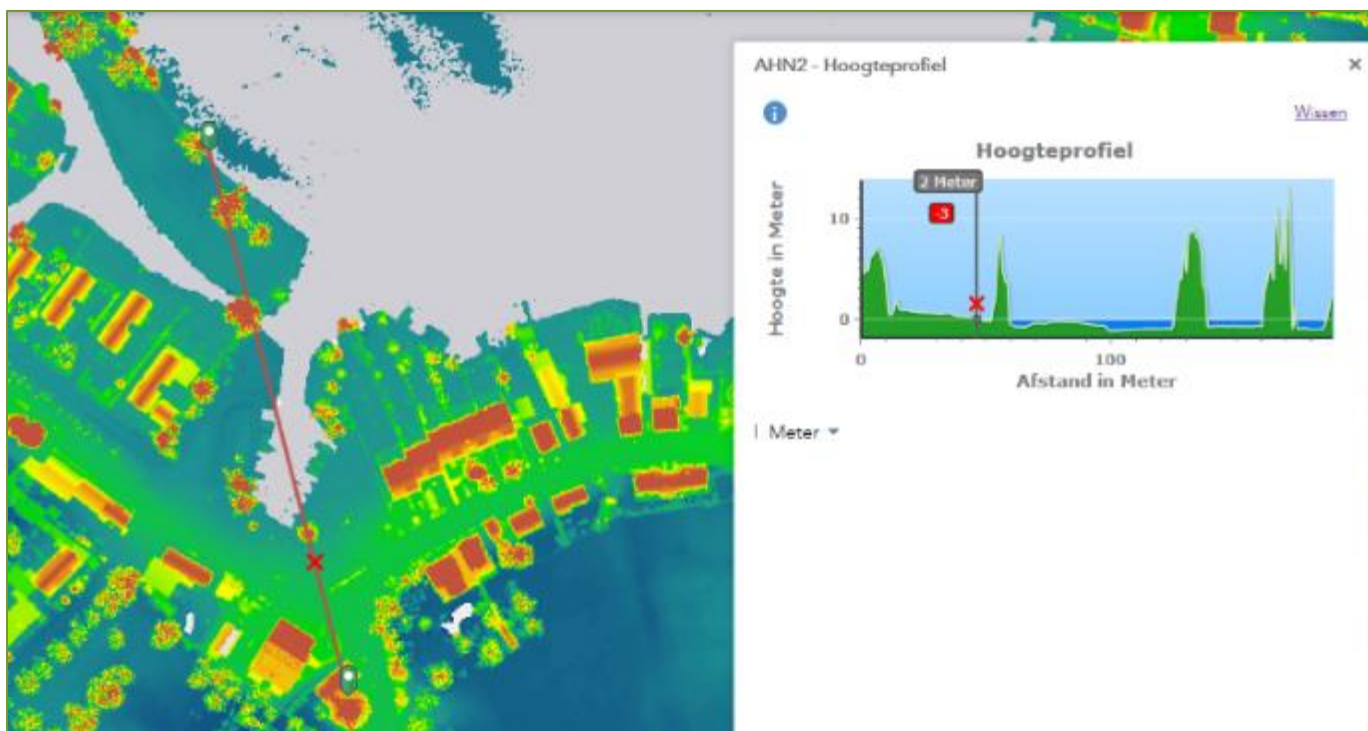 AHN2 - Hoogteprofiel ×
i Wissen
Hoogteprofiel
Hoogte in Meter
2 Meter
-3
10
0
0 100
Afstand in Meter
| Meter